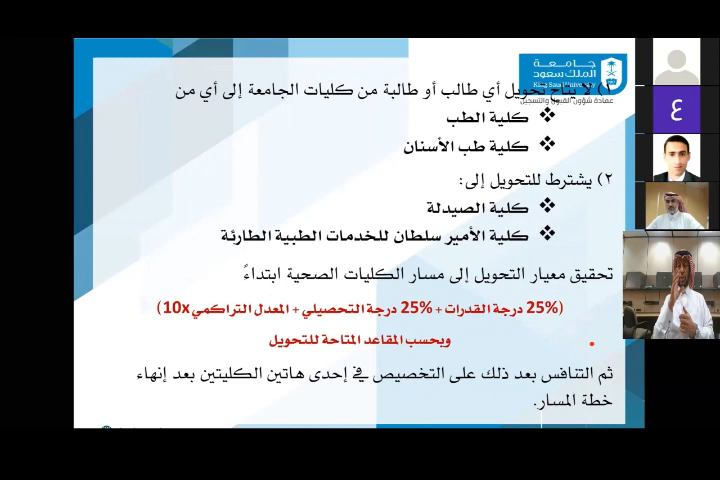 جامعة
الملك سعود
King Saud University
عمادة شؤون القبول والتسجيل
١) لا يتاح تحويل أي طالب أو طالبة من كليات الجامعة إلى أي من
❖ كلية الطب
❖ كلية طب الأسنان
٢) يشترط للتحويل إلى:
❖ كلية الصيدلة
❖ كلية الأمير سلطان للخدمات الطبية الطارئة
تحقيق معيار التحويل إلى مسار الكليات الصحية ابتداءً
(25% درجة القدرات + 25% درجة التحصيلي + المعدل التراكمي 10x)
وبحسب المقاعد المتاحة للتحويل
ثم التنافس بعد ذلك على التخصيص في إحدى هاتين الكليتين بعد إنهاء
خطة المسار.
ع